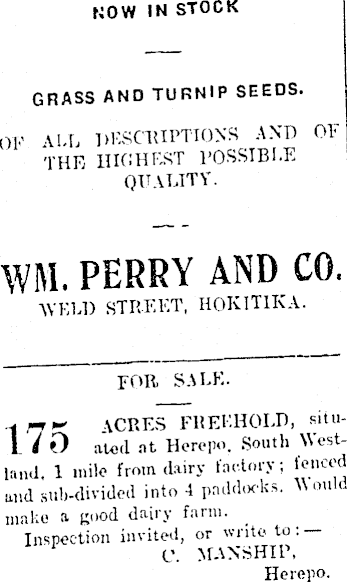 NOW IN STOCK
GRASS AND TURNIP SEEDS.
OF ALL DESCRIPTIONS AND OF
THE HIGHEST POSSIBLE
QUALITY.
WM. PERRY AND CO.
WELD STREET, HOKITIKA.
FOR SALE.
175 ACRES FREEHOLD, situ-
ated at Herepo, South West-
land, 1 mile from dairy factory; fenced
and sub-divided into 4 paddocks. Would
make a good dairy farm.
Inspection invited, or write to:—
C. MANSHIP,
Herepo.